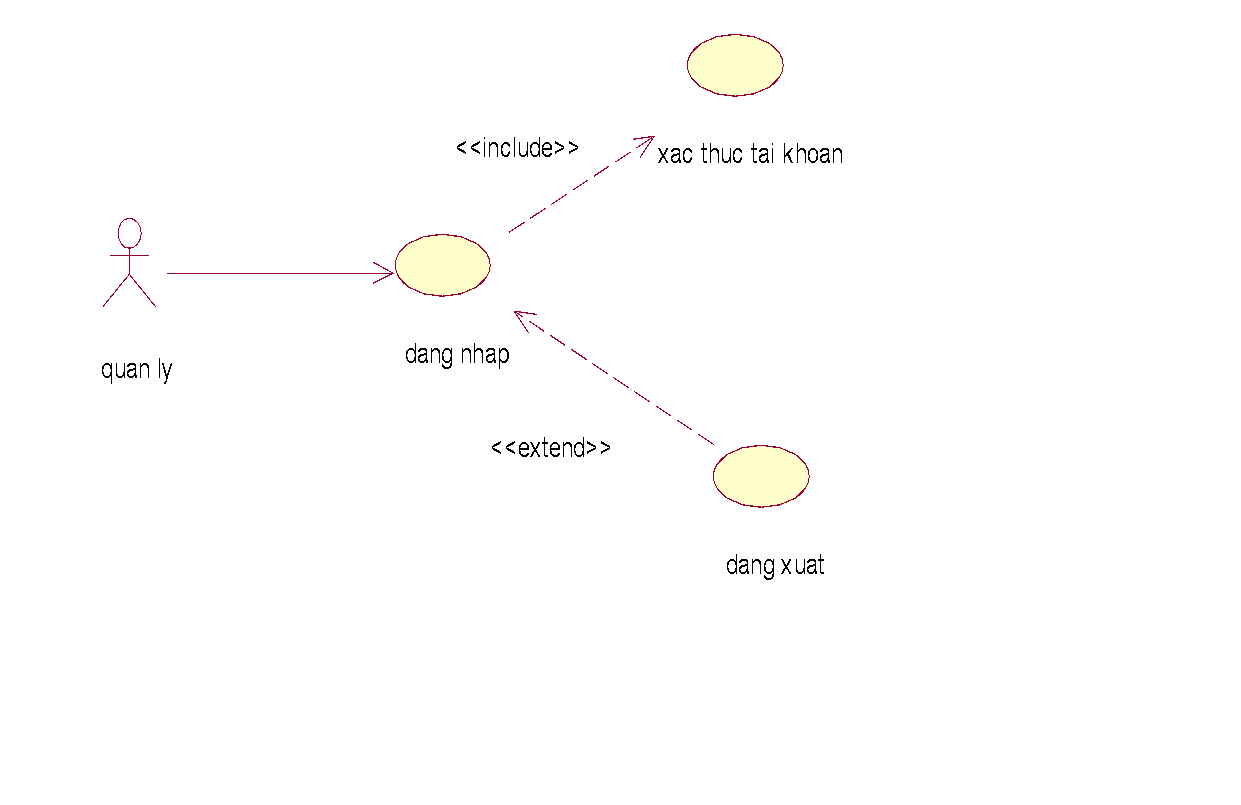 <<include>>
xac thuc tai khoan
dang nhap
quan ly
<<extend>>
dang xuat